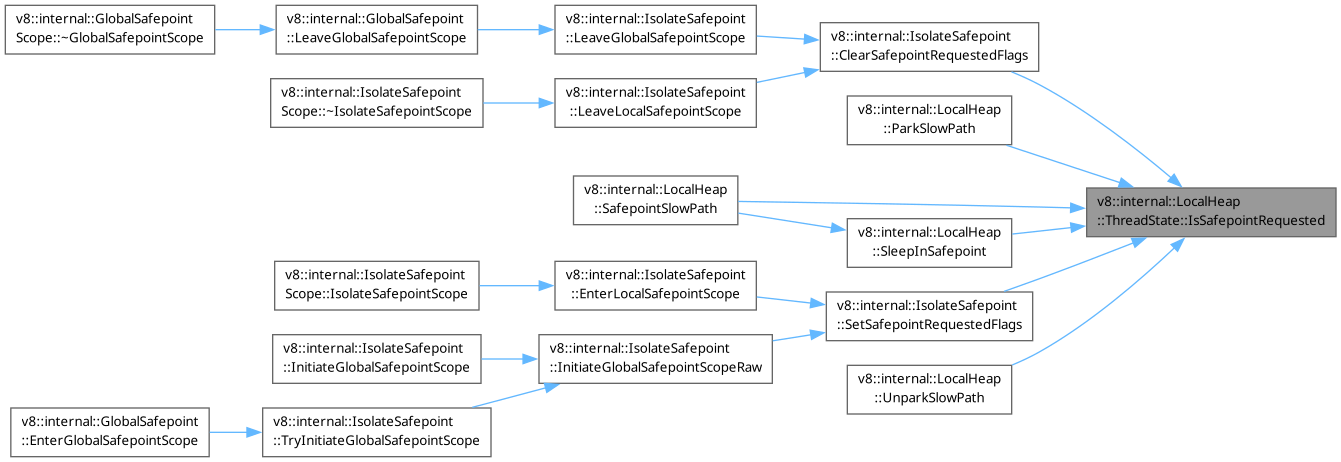 v8::internal::GlobalSafepoint
Scope::~GlobalSafepointScope
v8::internal::GlobalSafepoint
::LeaveGlobalSafepointScope
v8::internal::IsolateSafepoint
::LeaveGlobalSafepointScope
v8::internal::IsolateSafepoint
::ClearSafepointRequestedFlags
v8::internal::IsolateSafepoint
Scope::~IsolateSafepointScope
v8::internal::IsolateSafepoint
::LeaveLocalSafepointScope
v8::internal::LocalHeap
::ParkSlowPath
v8::internal::LocalHeap
::SafepointSlowPath
v8::internal::LocalHeap
::ThreadState::IsSafepointRequested
v8::internal::LocalHeap
::SleepInSafepoint
v8::internal::IsolateSafepoint
Scope::IsolateSafepointScope
v8::internal::IsolateSafepoint
::EnterLocalSafepointScope
v8::internal::IsolateSafepoint
::SetSafepointRequestedFlags
v8::internal::IsolateSafepoint
::InitiateGlobalSafepointScope
v8::internal::IsolateSafepoint
::InitiateGlobalSafepointScopeRaw
v8::internal::LocalHeap
::UnparkSlowPath
v8::internal::GlobalSafepoint
::EnterGlobalSafepointScope
v8::internal::IsolateSafepoint
::TryInitiateGlobalSafepointScope